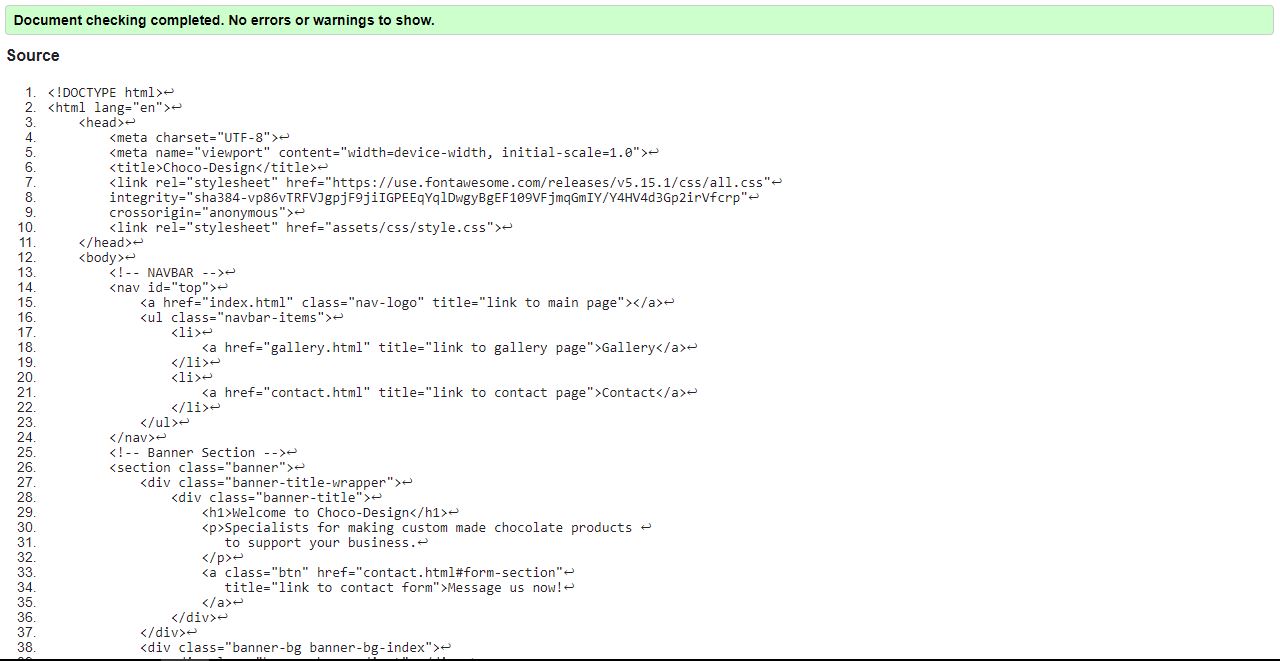 Document checking completed. No errors or warnings to show.
Source
1. <!DOCTYPE html>↩
2. <html lang="en">↩
3.     <head>↩
4.         <meta charset="UTF-8">↩
5.         <meta name="viewport" content="width=device-width, initial-scale=1.0">↩
6.         <title>Choco-Design</title>↩
7.         <link rel="stylesheet" href="https://use.fontawesome.com/releases/v5.15.1/css/all.css"↩
8.         integrity="sha384-vp86vTRFVJgpjF9jiIGPEEqYqlDwgyBgEF109VFjmqGmIY/Y4HV4d3Gp2irVfcrp"↩
9.         crossorigin="anonymous">↩
10.         <link rel="stylesheet" href="assets/css/style.css">↩
11.     </head>↩
12.     <body>↩
13.         <!-- NAVBAR -->↩
14.         <nav id="top">↩
15.             <a href="index.html" class="nav-logo" title="link to main page"></a>↩
16.             <ul class="navbar-items">↩
17.                 <li>↩
18.                     <a href="gallery.html" title="link to gallery page">Gallery</a>↩
19.                 </li>↩
20.                 <li>↩
21.                     <a href="contact.html" title="link to contact page">Contact</a>↩
22.                 </li>↩
23.             </ul>↩
24.         </nav>↩
25.         <!-- Banner Section -->↩
26.         <section class="banner">↩
27.             <div class="banner-title-wrapper">↩
28.                 <div class="banner-title">↩
29.                     <h1>Welcome to Choco-Design</h1>↩
30.                     <p>Specialists for making custom made chocolate products ↩
31.                        to support your business.↩
32.                     </p>↩
33.                     <a class="btn" href="contact.html#form-section"↩
34.                        title="link to contact form">Message us now!↩
35.                     </a>↩
36.                 </div>↩
37.             </div>↩
38.             <div class="banner-bg banner-bg-index">↩